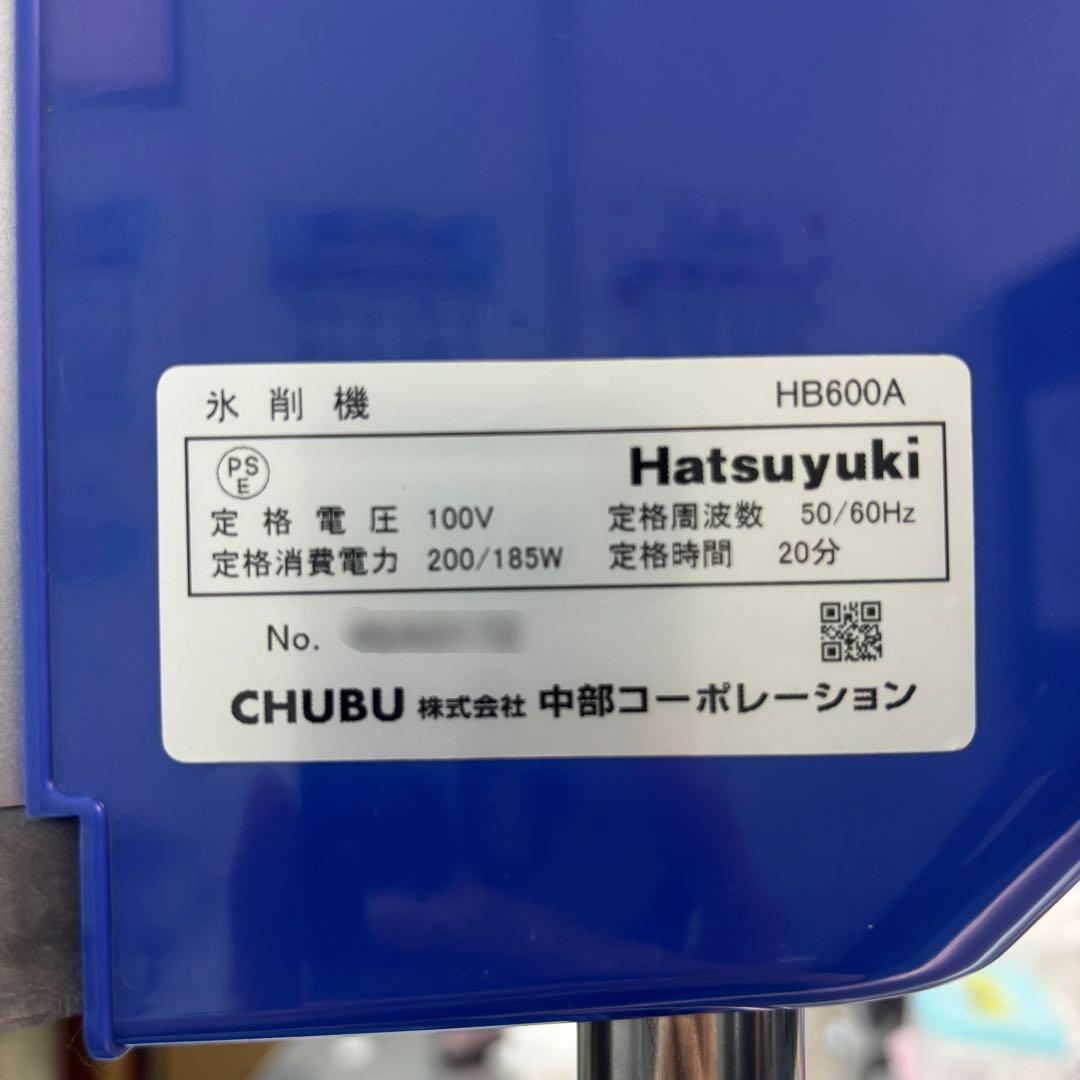 氷削機 HB600A
PSE Hatsuyuki
定格電圧 100V 定格周波数 50/60Hz
定格消費電力 200/185W 定格時間 20分
No.
CHUBU 株式会社 中部コーポレーション